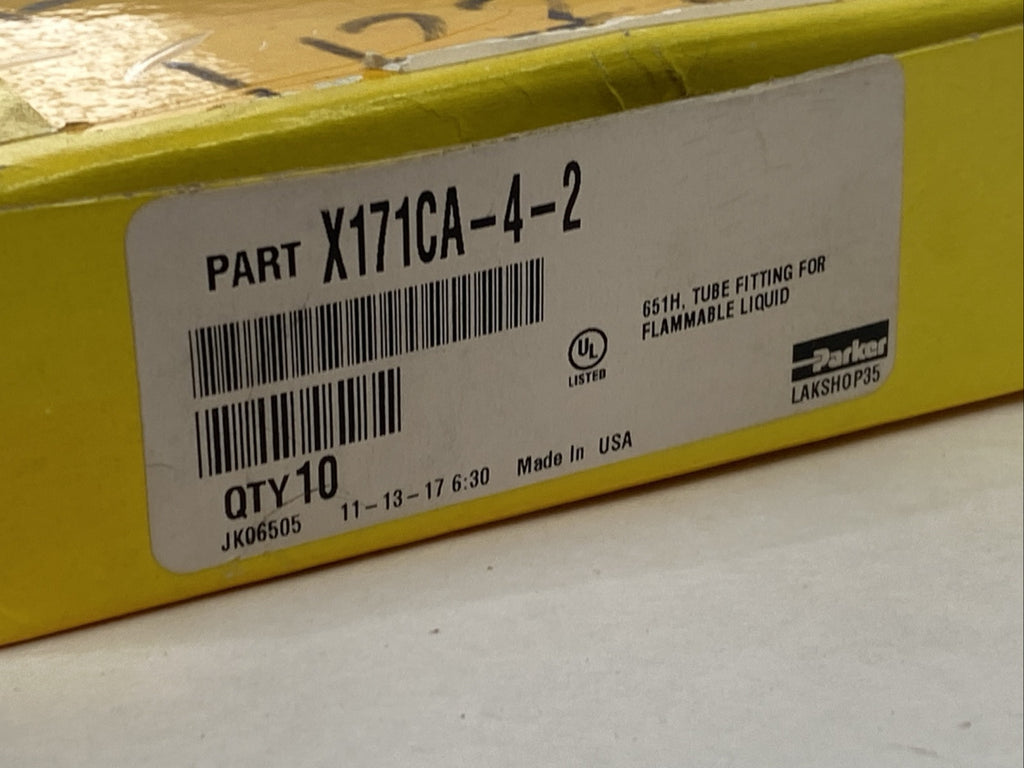 PART X171CA-4-2
651H, TUBE FITTING FOR
FLAMMABLE LIQUID
UL
LISTED
Parker
LAKSHOP35
QTY 10
JK06505 11-13-17 6:30 Made In USA